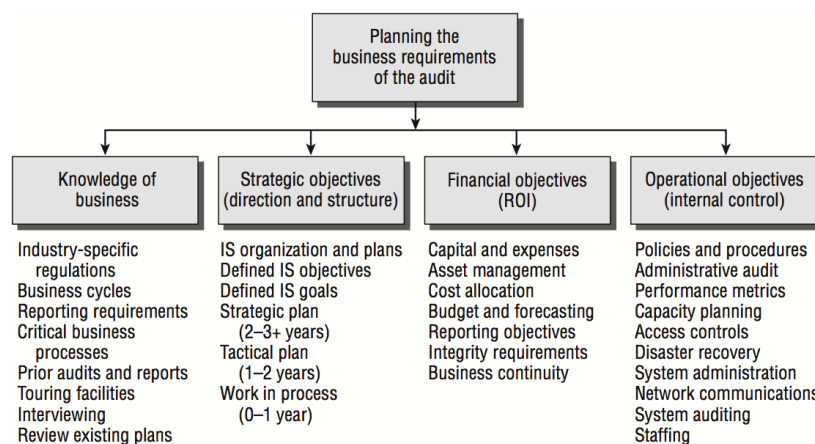 Planning the
business requirements
of the audit
Knowledge of
business
Industry-specific
regulations
Business cycles
Reporting requirements
Critical business
processes
Prior audits and reports
Touring facilities
Interviewing
Review existing plans
Strategic objectives
(direction and structure)
IS organization and plans
Defined IS objectives
Defined IS goals
Strategic plan
(2–3+ years)
Tactical plan
(1–2 years)
Work in process
(0–1 year)
Financial objectives
(ROI)
Capital and expenses
Asset management
Cost allocation
Budget and forecasting
Reporting objectives
Integrity requirements
Business continuity
Operational objectives
(internal control)
Policies and procedures
Administrative audit
Performance metrics
Capacity planning
Access controls
Disaster recovery
System administration
Network communications
System auditing
Staffing